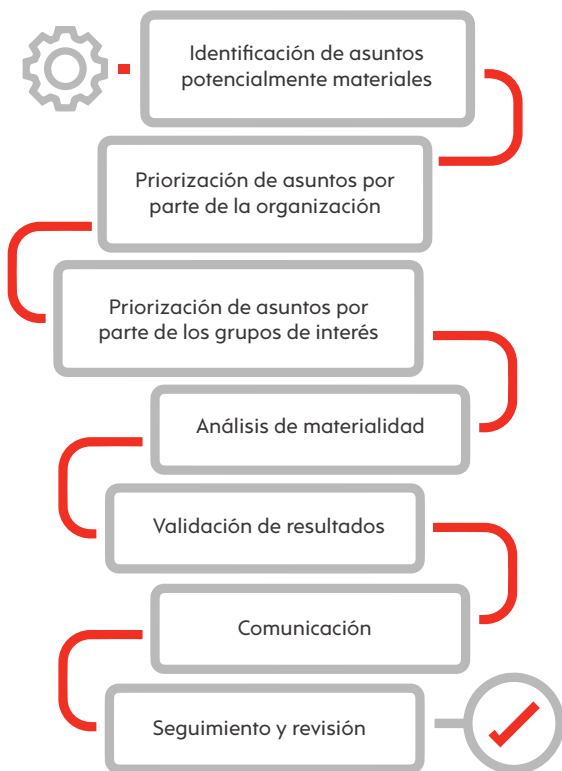 Identificación de asuntos
potencialmente materiales
Priorización de asuntos por
parte de la organización
Priorización de asuntos por
parte de los grupos de interés
Análisis de materialidad
Validación de resultados
Comunicación
Seguimiento y revisión